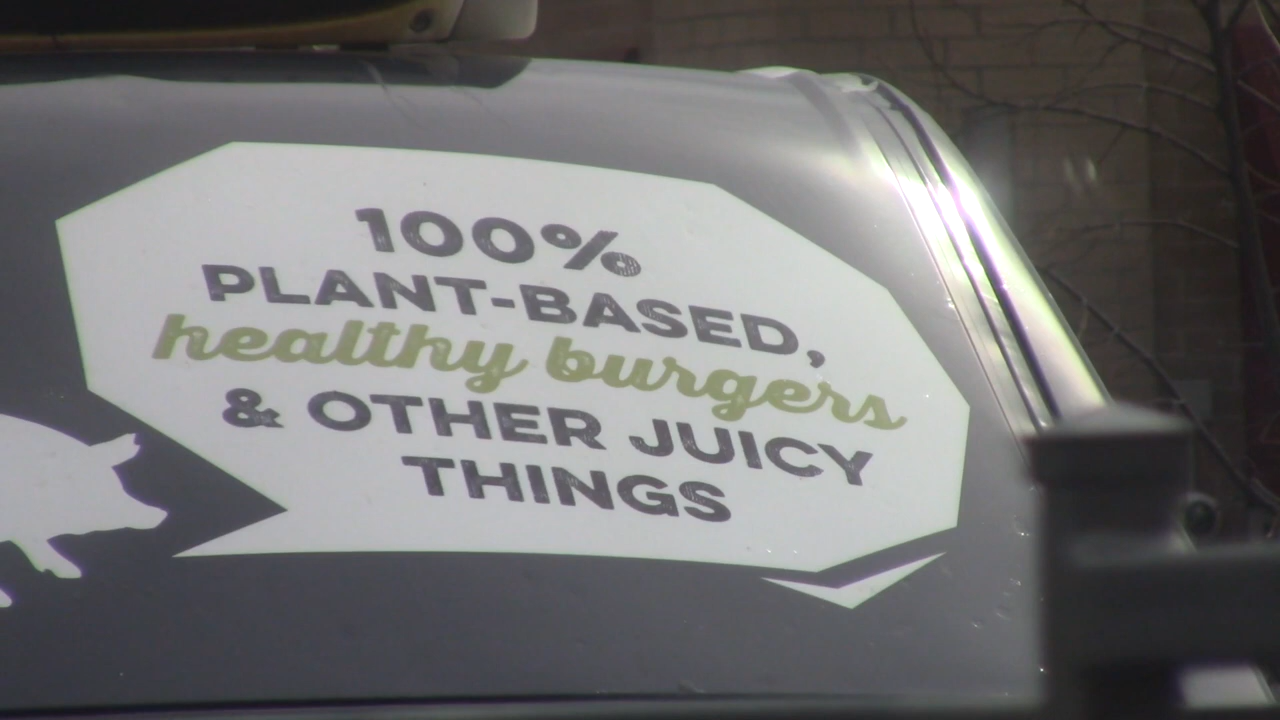 100%
PLANT-BASED,
healthy burgers
& OTHER JUICY
THINGS